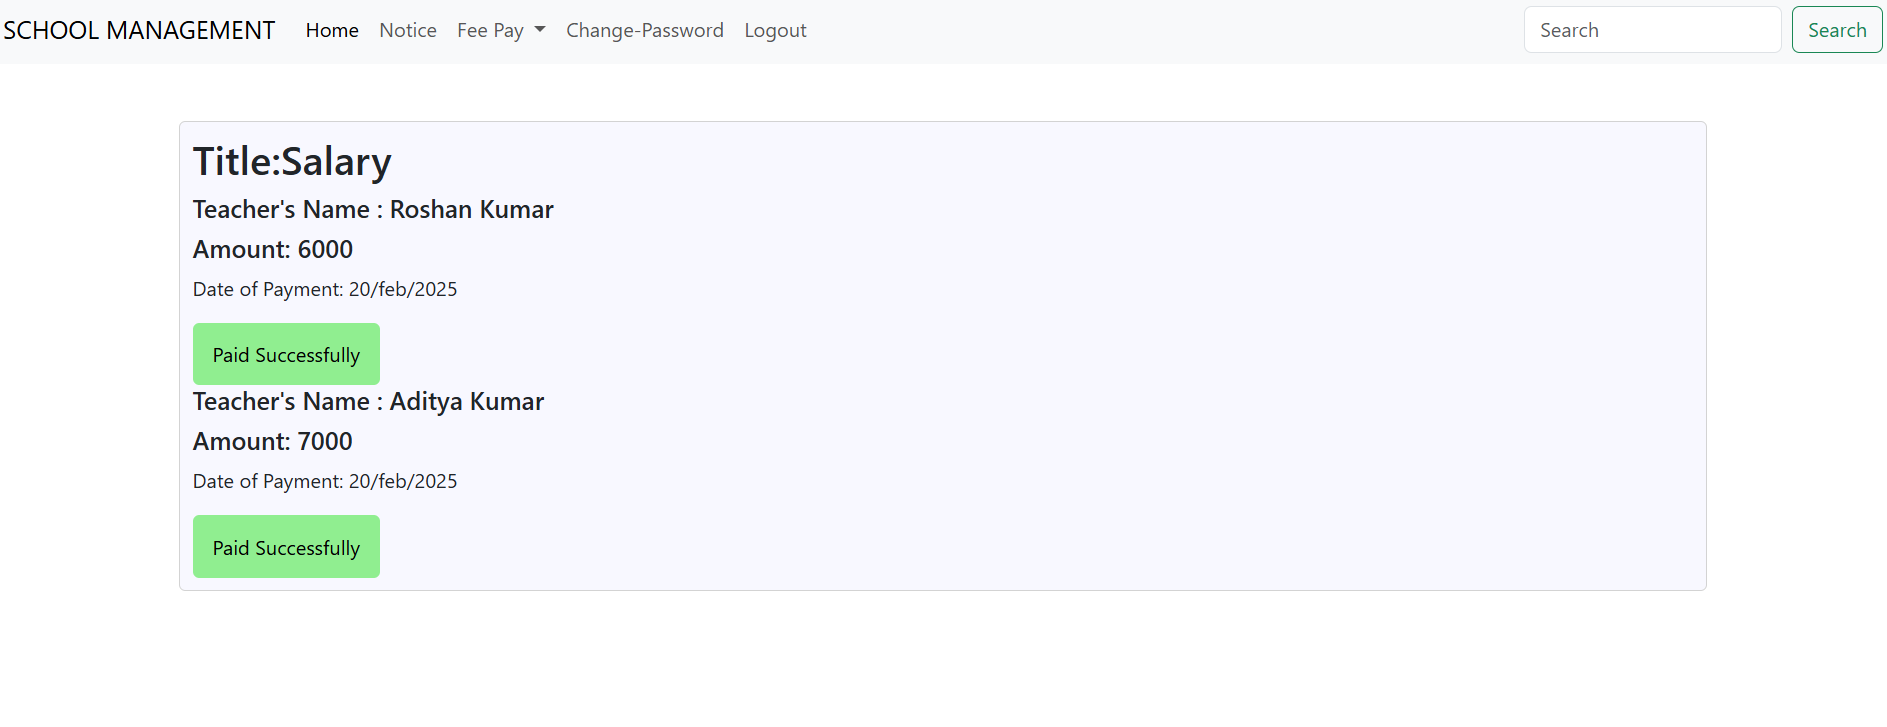 SCHOOL MANAGEMENT Home Notice Fee Pay Change-Password Logout Search Search
Title:Salary
Teacher's Name : Roshan Kumar
Amount: 6000
Date of Payment: 20/feb/2025
Paid Successfully
Teacher's Name : Aditya Kumar
Amount: 7000
Date of Payment: 20/feb/2025
Paid Successfully